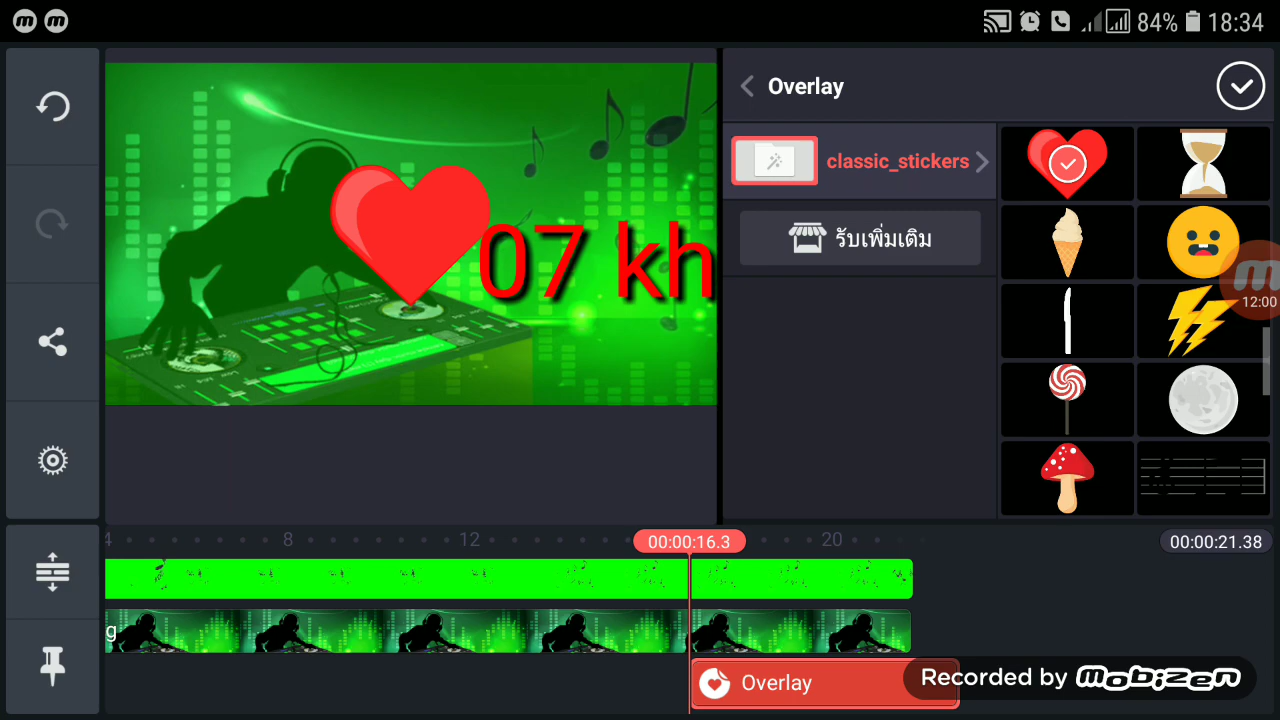 84% 18:34
Overlay
classic_stickers
รับเพิ่มเติม
07 kh
12:00
4 8 12 00:00:16.3 20 00:00:21.38
g
Overlay
Recorded by mobizen